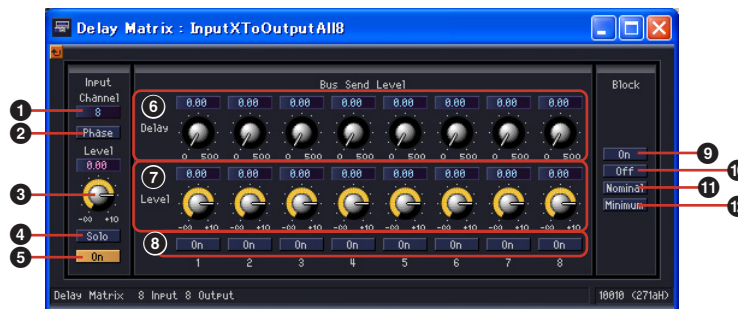 Delay Matrix : InputXToOutputAll8
Input
Channel
1
8
2
Phase
Level
0.00
3
-∞ +10
4
Solo
5
On
Bus Send Level
6
0.00 0.00 0.00 0.00 0.00 0.00 0.00 0.00
Delay
0 500 0 500 0 500 0 500 0 500 0 500 0 500 0 500
7
0.00 0.00 0.00 0.00 0.00 0.00 0.00 0.00
Level
-∞ +10 -∞ +10 -∞ +10 -∞ +10 -∞ +10 -∞ +10 -∞ +10 -∞ +10
8
On On On On On On On On
1 2 3 4 5 6 7 8
Block
On
9
Off
Nominal
11
Minimum
Delay Matrix 8 Input 8 Output
10010 (271aH)